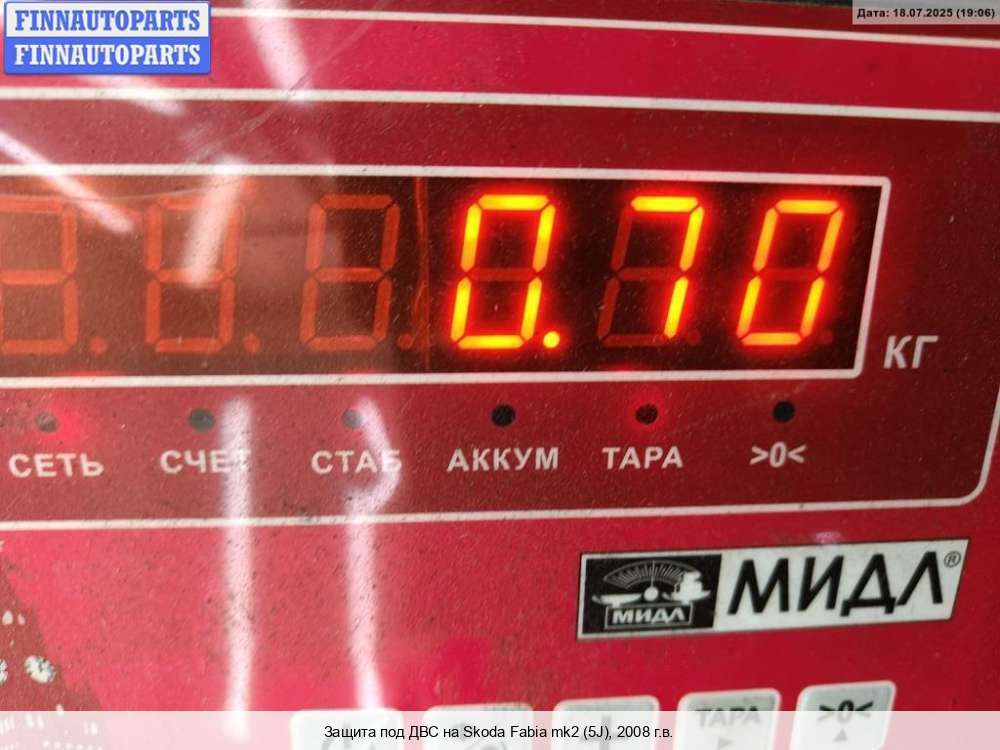 FINNAUTOPARTS
FINNAUTOPARTS
Дата: 18.07.2025 (19:06)
0.70
КГ
СЕТЬ СЧЕТ СТАБ АККУМ ТАРА >0<
МИДЛ МИДЛ®
ТАРА >0<
Защита под ДВС на Skoda Fabia mk2 (5J), 2008 г.в.